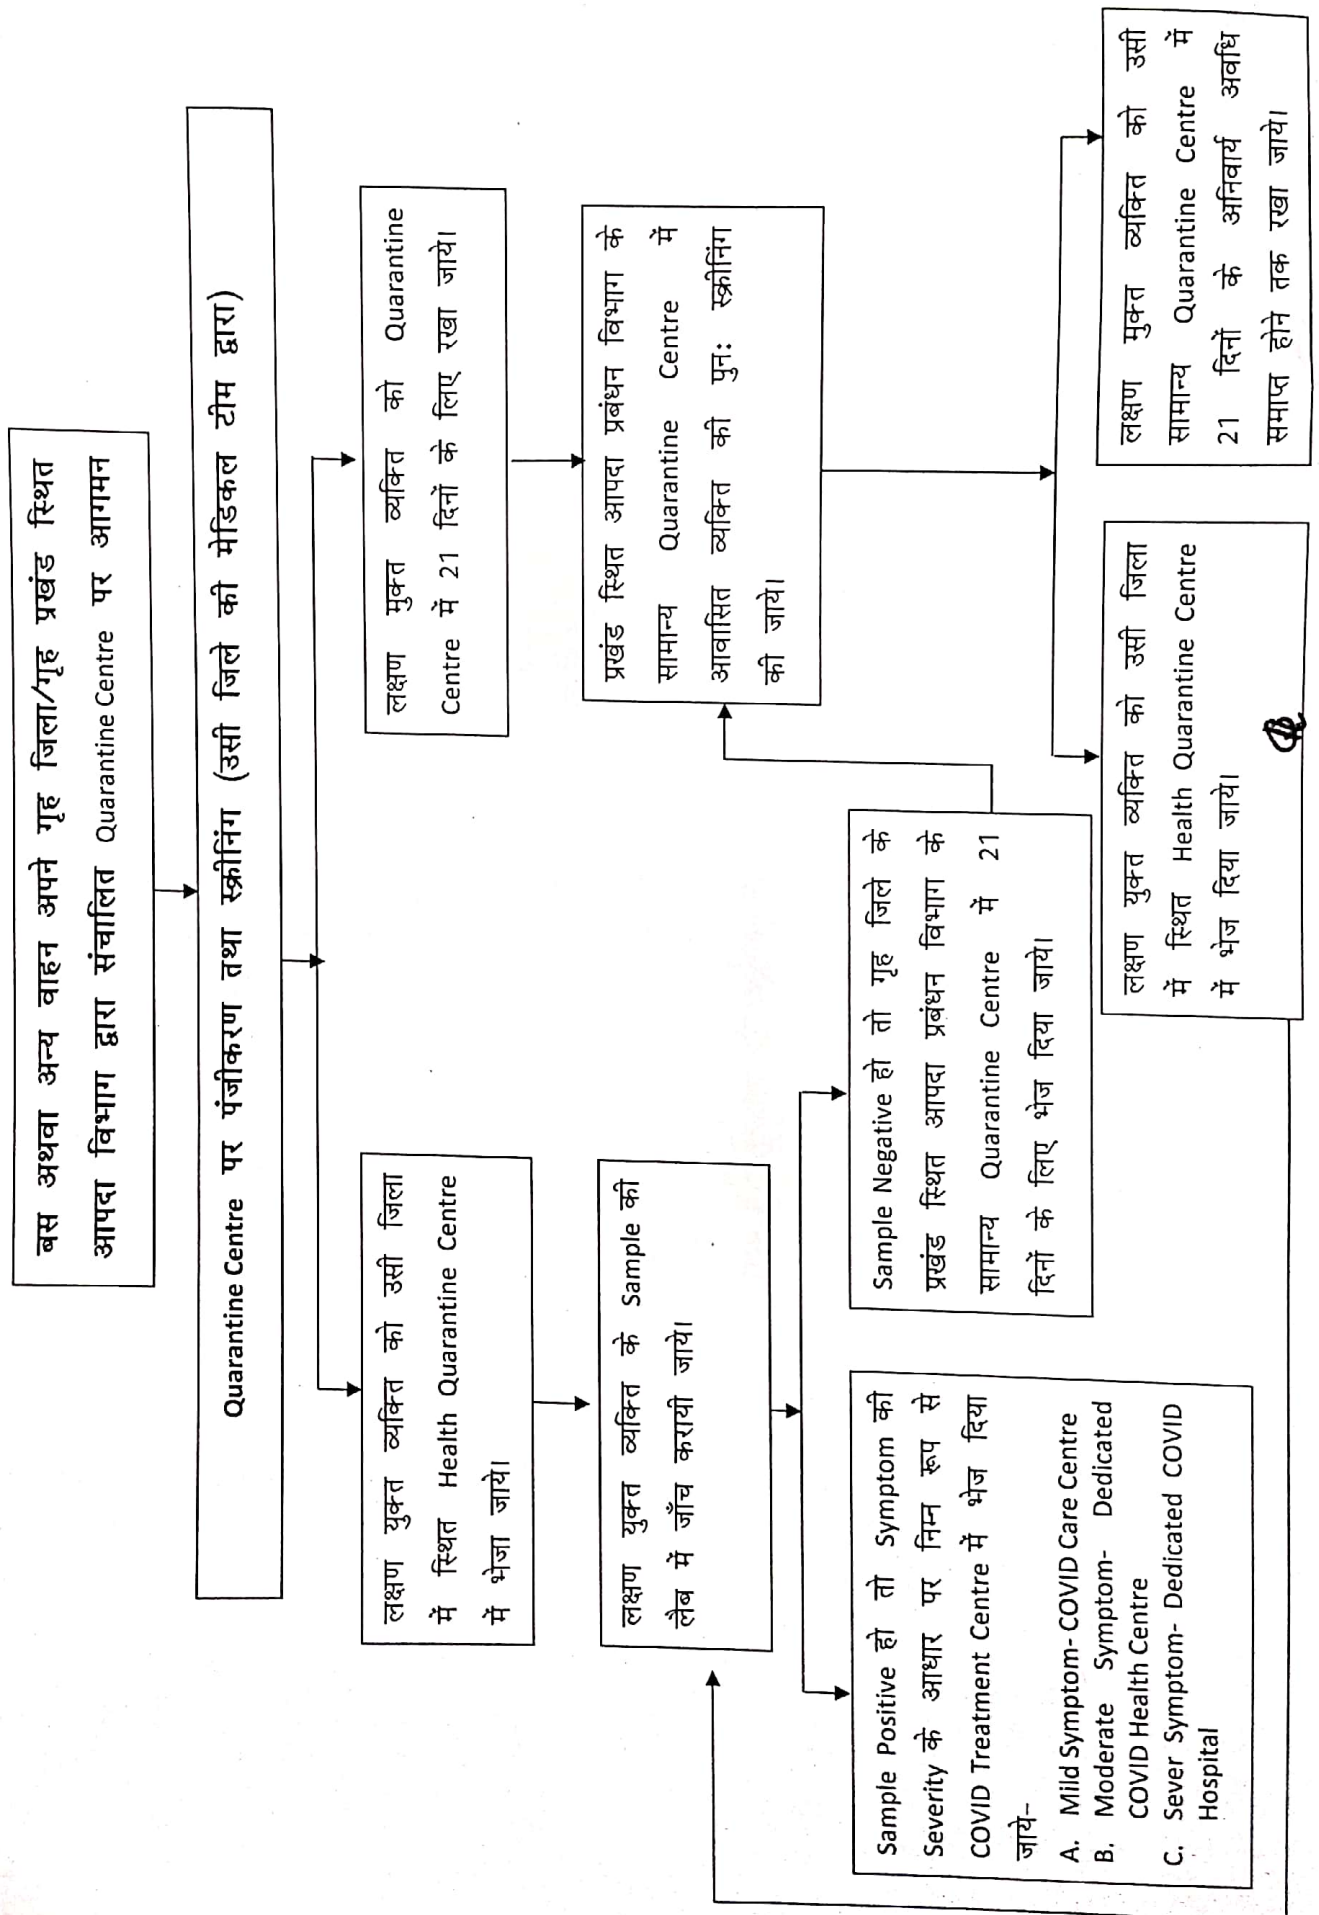 बस अथवा अन्य वाहन अपने गृह जिला/गृह प्रखंड स्थित
आपदा विभाग द्वारा संचालित Quarantine Centre पर आगमन
Quarantine Centre पर पंजीकरण तथा स्क्रीनिंग (उसी जिले की मेडिकल टीम द्वारा)
लक्षण युक्त व्यक्ति को उसी जिला
में स्थित Health Quarantine Centre
में भेजा जाये।
लक्षण मुक्त व्यक्ति को Quarantine
Centre में 21 दिनों के लिए रखा जाये।
लक्षण युक्त व्यक्ति के Sample की
लैब में जाँच करायी जाये।
प्रखंड स्थित आपदा प्रबंधन विभाग के
सामान्य Quarantine Centre में
आवासित व्यक्ति की पुन: स्क्रीनिंग
की जाये।
Sample Positive हो तो Symptom की
Severity के आधार पर निम्न रूप से
COVID Treatment Centre में भेज दिया
जाये-
A. Mild Symptom- COVID Care Centre
B. Moderate Symptom- Dedicated
COVID Health Centre
C. Sever Symptom- Dedicated COVID
Hospital
Sample Negative हो तो गृह जिले के
प्रखंड स्थित आपदा प्रबंधन विभाग के
सामान्य Quarantine Centre में 21
दिनों के लिए भेज दिया जाये।
लक्षण युक्त व्यक्ति को उसी जिला
में स्थित Health Quarantine Centre
में भेज दिया जाये।
लक्षण मुक्त व्यक्ति को उसी
सामान्य Quarantine Centre में
21 दिनों के अनिवार्य अवधि
समाप्त होने तक रखा जाये।